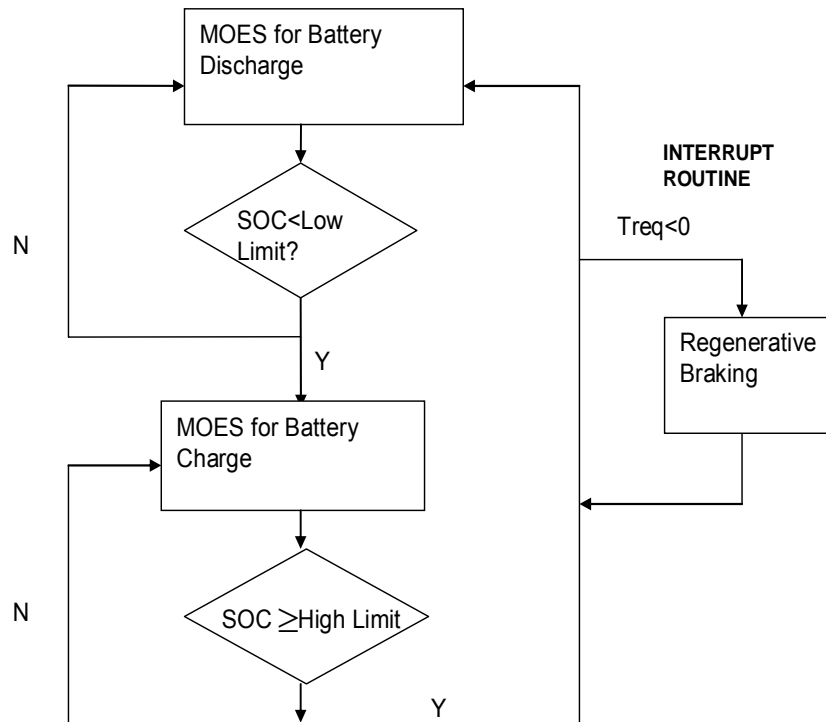 MOES for Battery
Discharge
INTERRUPT
ROUTINE
SOC<Low
Limit?
Treq<0
N
Regenerative
Braking
Y
MOES for Battery
Charge
N
SOC ≥High Limit
Y